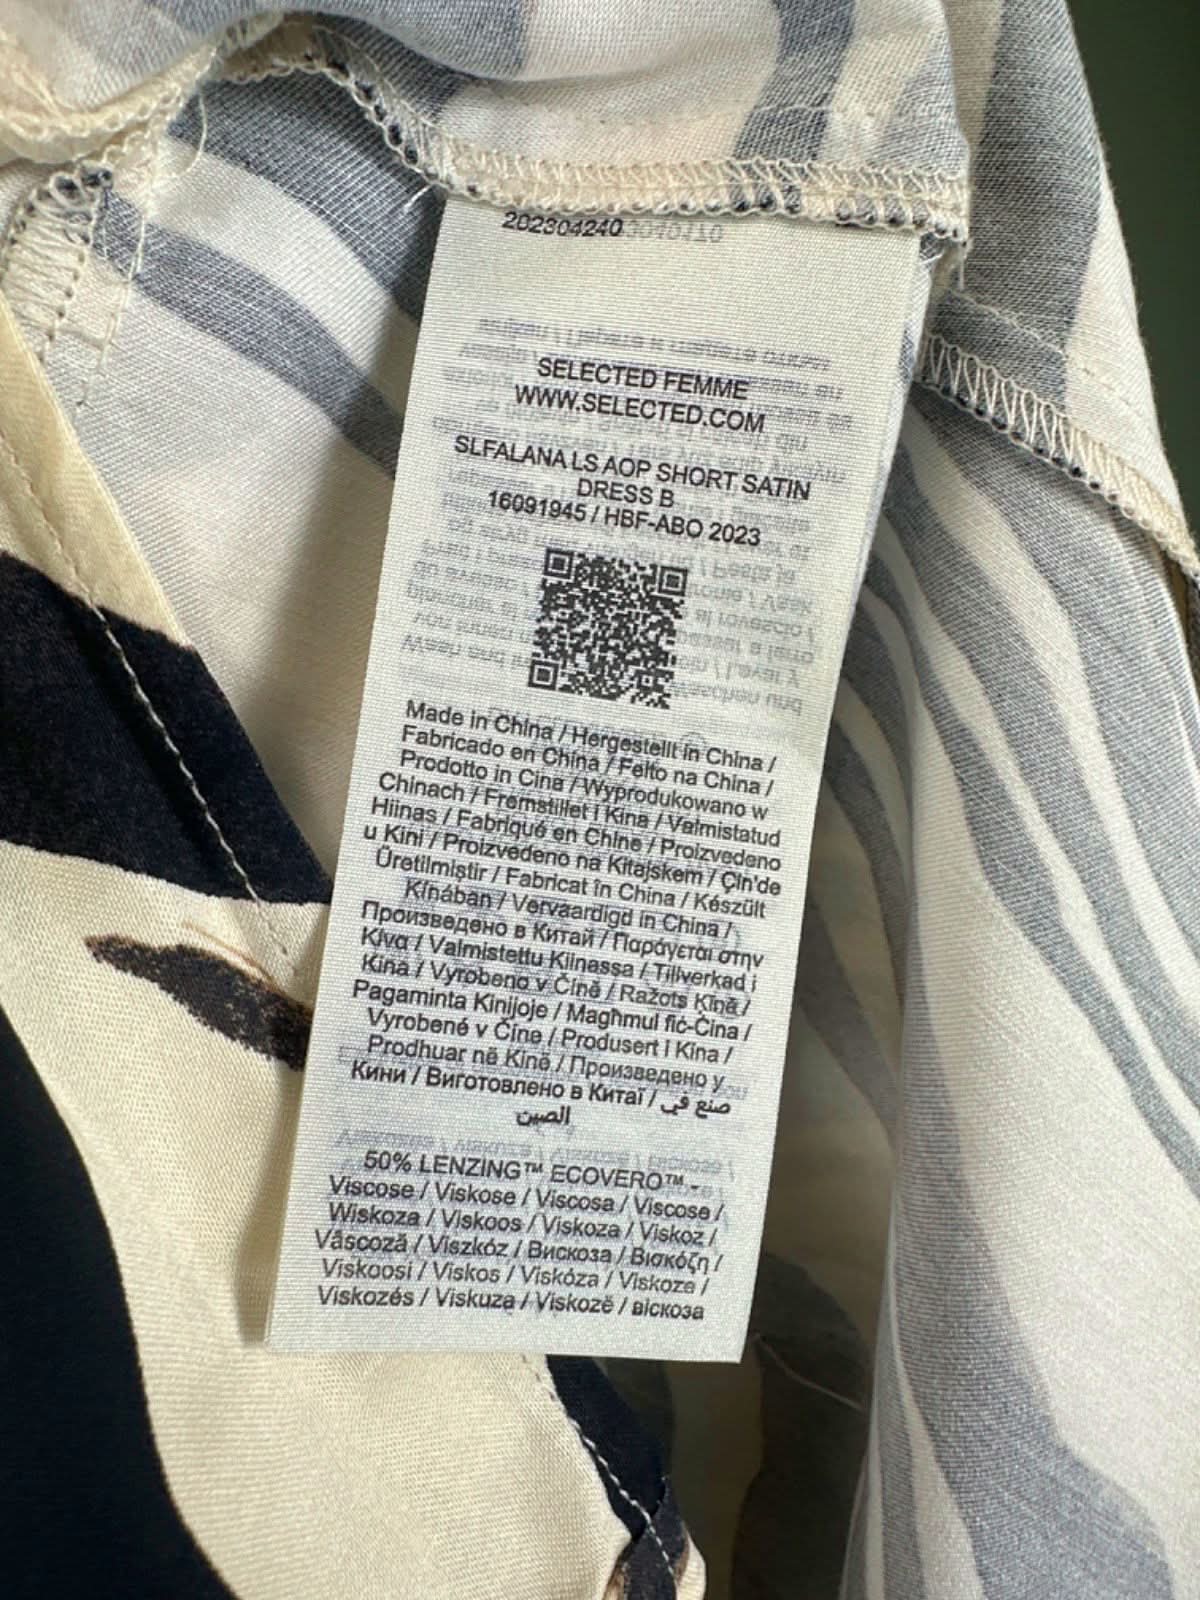 202304240
SELECTED FEMME
WWW.SELECTED.COM
SLFALANA LS AOP SHORT SATIN
DRESS B
16091945 / HBF-ABO 2023
Made in China / Hergestellt in China /
Fabricado en China / Feito na China /
Prodotto in Cina / Wyprodukowano w
Chinach / Fremstillet i Kina / Valmistatud
Hiinas / Fabriqué en Chine / Proizvedeno
u Kini / Proizvedeno na Kitajskem / Çin'de
Üretilmiştir / Fabricat în China / Készült
Kínában / Vervaardigd in China /
Произведено в Китай / Παράγεται στην
Κίνα / Valmistettu Kiinassa / Tillverkad i
Kina / Vyrobeno v Číně / Ražots Ķīnā /
Pagaminta Kinijoje / Magħmul fiċ-Ċina /
Vyrobené v Číne / Produsert i Kina /
Prodhuar në Kinë / Произведено у
Кини / Виготовлено в Китаї / صنع في
الصين
50% LENZING™ ECOVERO™ -
Viscose / Viskose / Viscosa / Viscose /
Wiskoza / Viskoos / Viskoza / Viskoz /
Vâscoză / Viszkóz / Вискоза / Βισκόζη /
Viskoosi / Viskos / Viskóza / Viskoze /
Viskozės / Viskuża / Viskozë / віскоза